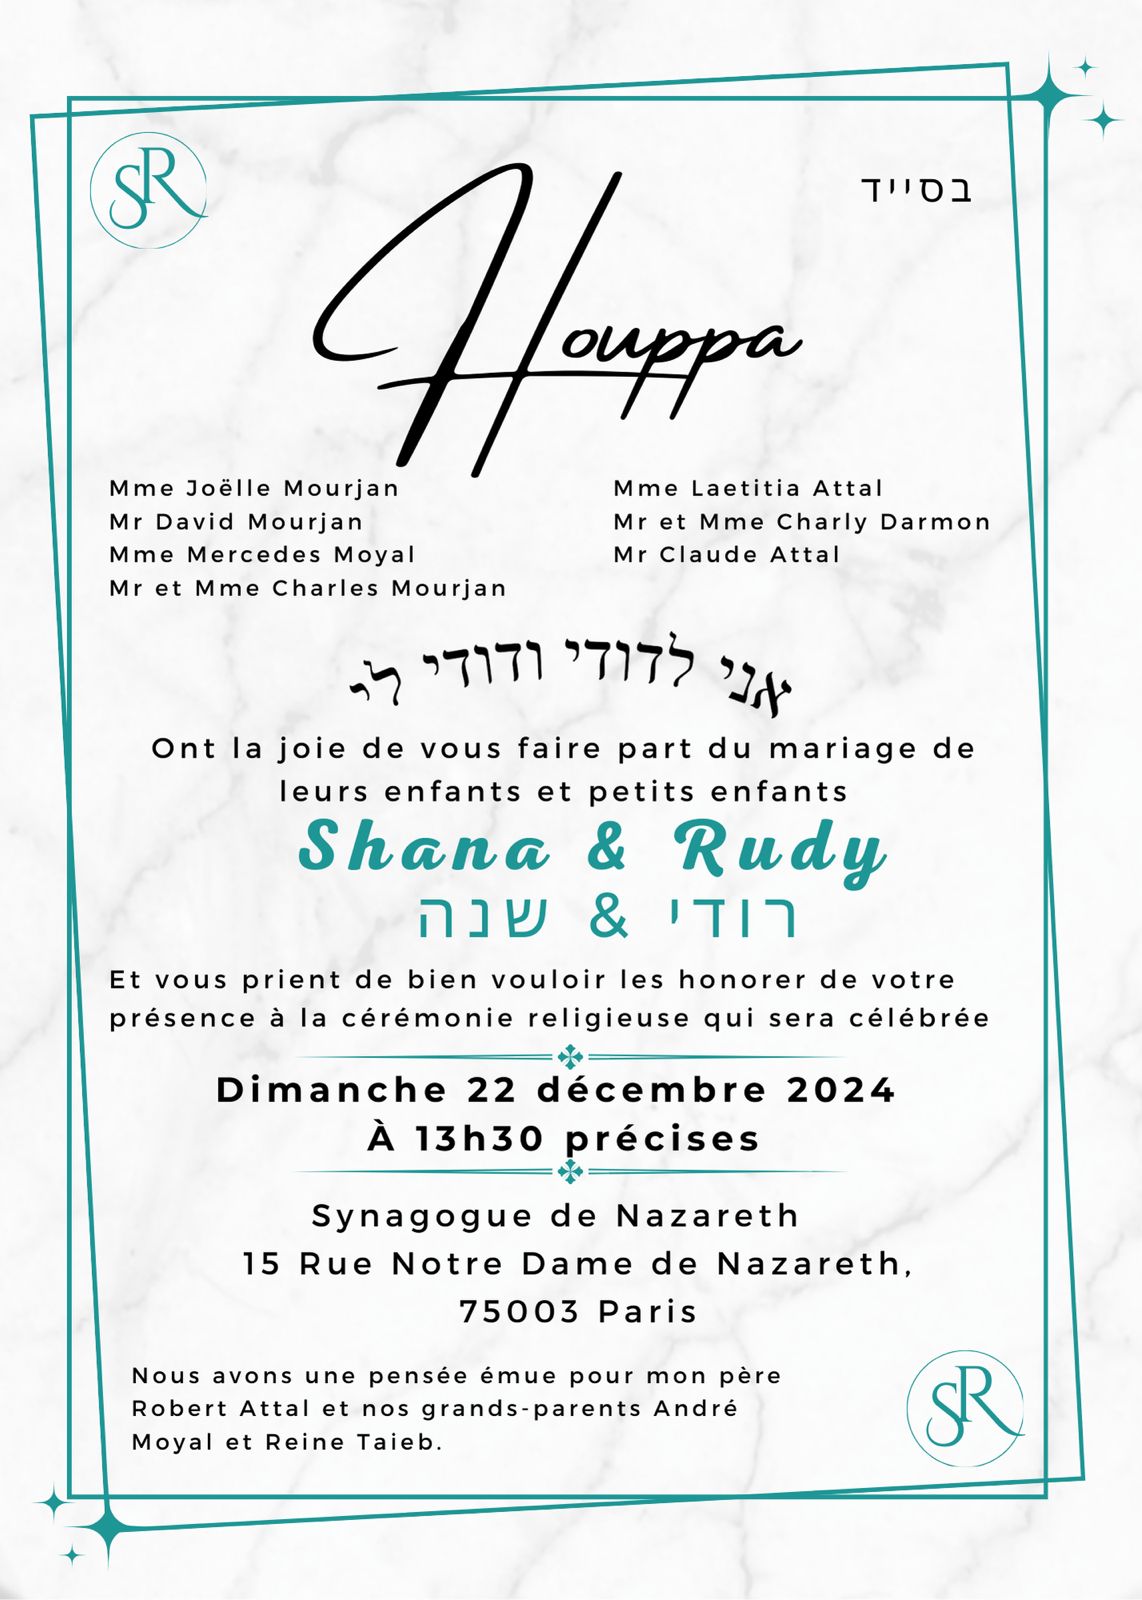 SR
בסייד
Houppa
Mme Joëlle Mourjan
Mr David Mourjan
Mme Mercedes Moyal
Mr et Mme Charles Mourjan
Mme Laetitia Attal
Mr et Mme Charly Darmon
Mr Claude Attal
אני לדודי ודודי לי
Ont la joie de vous faire part du mariage de
leurs enfants et petits enfants
Shana & Rudy
רודי & שנה
Et vous prient de bien vouloir les honorer de votre
présence à la cérémonie religieuse qui sera célébrée
Dimanche 22 décembre 2024
À 13h30 précises
Synagogue de Nazareth
15 Rue Notre Dame de Nazareth,
75003 Paris
Nous avons une pensée émue pour mon père
Robert Attal et nos grands-parents André
Moyal et Reine Taieb.
SR